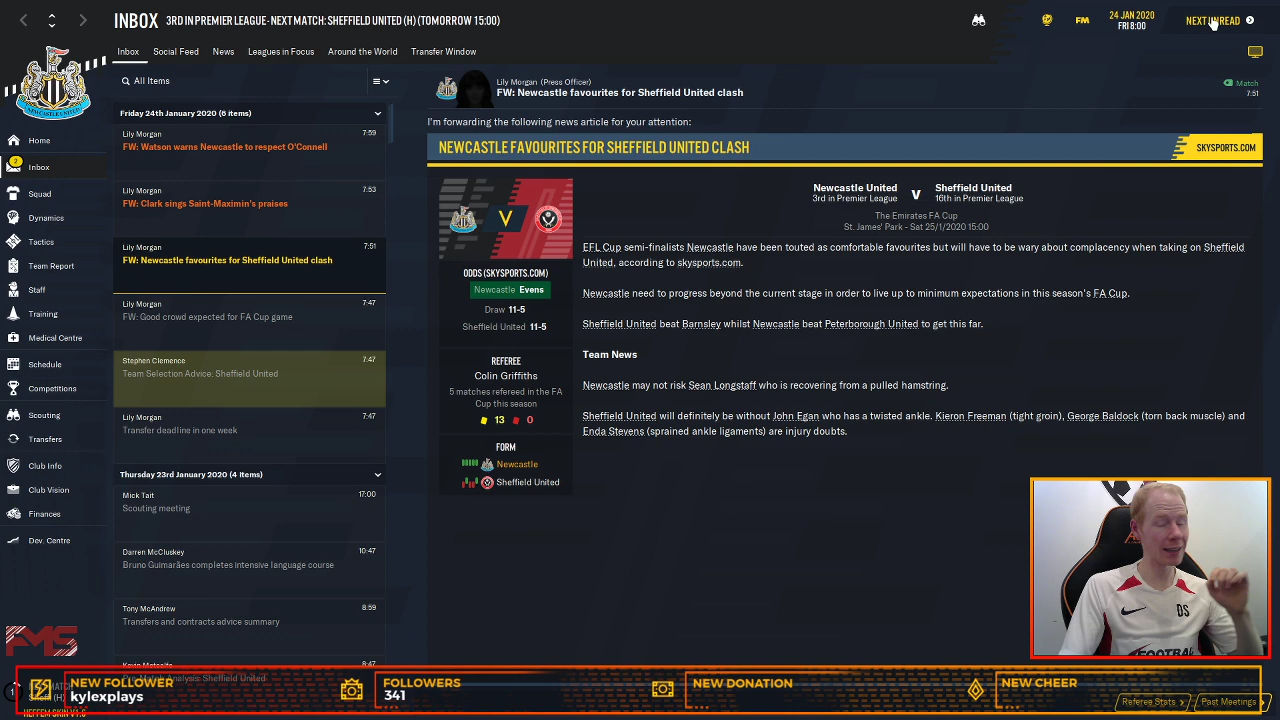 INBOX
3RD IN PREMIER LEAGUE - NEXT MATCH: SHEFFIELD UNITED (H) (TOMORROW 15:00)
FM
24 JAN 2020
FRI 8:00
NEXT UNREAD
Inbox
Social Feed
News
Leagues in Focus
Around the World
Transfer Window
NEWCASTLE UNITED
Home
2
Inbox
Squad
Dynamics
Tactics
Team Report
Staff
Training
Medical Centre
Schedule
Competitions
Scouting
Transfers
Club Info
Club Vision
Finances
Dev. Centre
All Items
Friday 24th January 2020 (6 items)
Lily Morgan 7:59
FW: Watson warns Newcastle to respect O'Connell
Lily Morgan 7:53
FW: Clark sings Saint-Maximin's praises
Lily Morgan 7:51
FW: Newcastle favourites for Sheffield United clash
Lily Morgan 7:47
FW: Good crowd expected for FA Cup game
Stephen Clemence 7:47
Team Selection Advice: Sheffield United
Lily Morgan 7:47
Transfer deadline in one week
Thursday 23rd January 2020 (4 items)
Mick Tait 17:00
Scouting meeting
Darren McCluskey 10:47
Bruno Guimarães completes intensive language course
Tony McAndrew 8:59
Transfers and contracts advice summary
8:47
Pre-Match Analysis: Sheffield United
Lily Morgan (Press Officer)
FW: Newcastle favourites for Sheffield United clash
Match
7:51
I'm forwarding the following news article for your attention:
NEWCASTLE FAVOURITES FOR SHEFFIELD UNITED CLASH
SKYSPORTS.COM
V
ODDS (SKYSPORTS.COM)
Newcastle Evens
Draw 11-5
Sheffield United 11-5
REFEREE
Colin Griffiths
5 matches refereed in the FA
Cup this season
13 0
FORM
Newcastle
Sheffield United
Newcastle United V Sheffield United
3rd in Premier League 16th in Premier League
The Emirates FA Cup
St. James' Park - Sat 25/1/2020 15:00
EFL Cup semi-finalists Newcastle have been touted as comfortable favourites but will have to be wary about complacency when taking on Sheffield
United, according to skysports.com.
Newcastle need to progress beyond the current stage in order to live up to minimum expectations in this season's FA Cup.
Sheffield United beat Barnsley whilst Newcastle beat Peterborough United to get this far.
Team News
Newcastle may not risk Sean Longstaff who is recovering from a pulled hamstring.
Sheffield United will definitely be without John Egan who has a twisted ankle. Kieron Freeman (tight groin), George Baldock (torn back muscle) and
Enda Stevens (sprained ankle ligaments) are injury doubts.
DS
FMS
NEW FOLLOWER
kylexplays
FOLLOWERS
341
NEW DONATION
NEW CHEER
Referee Stats
Past Meetings